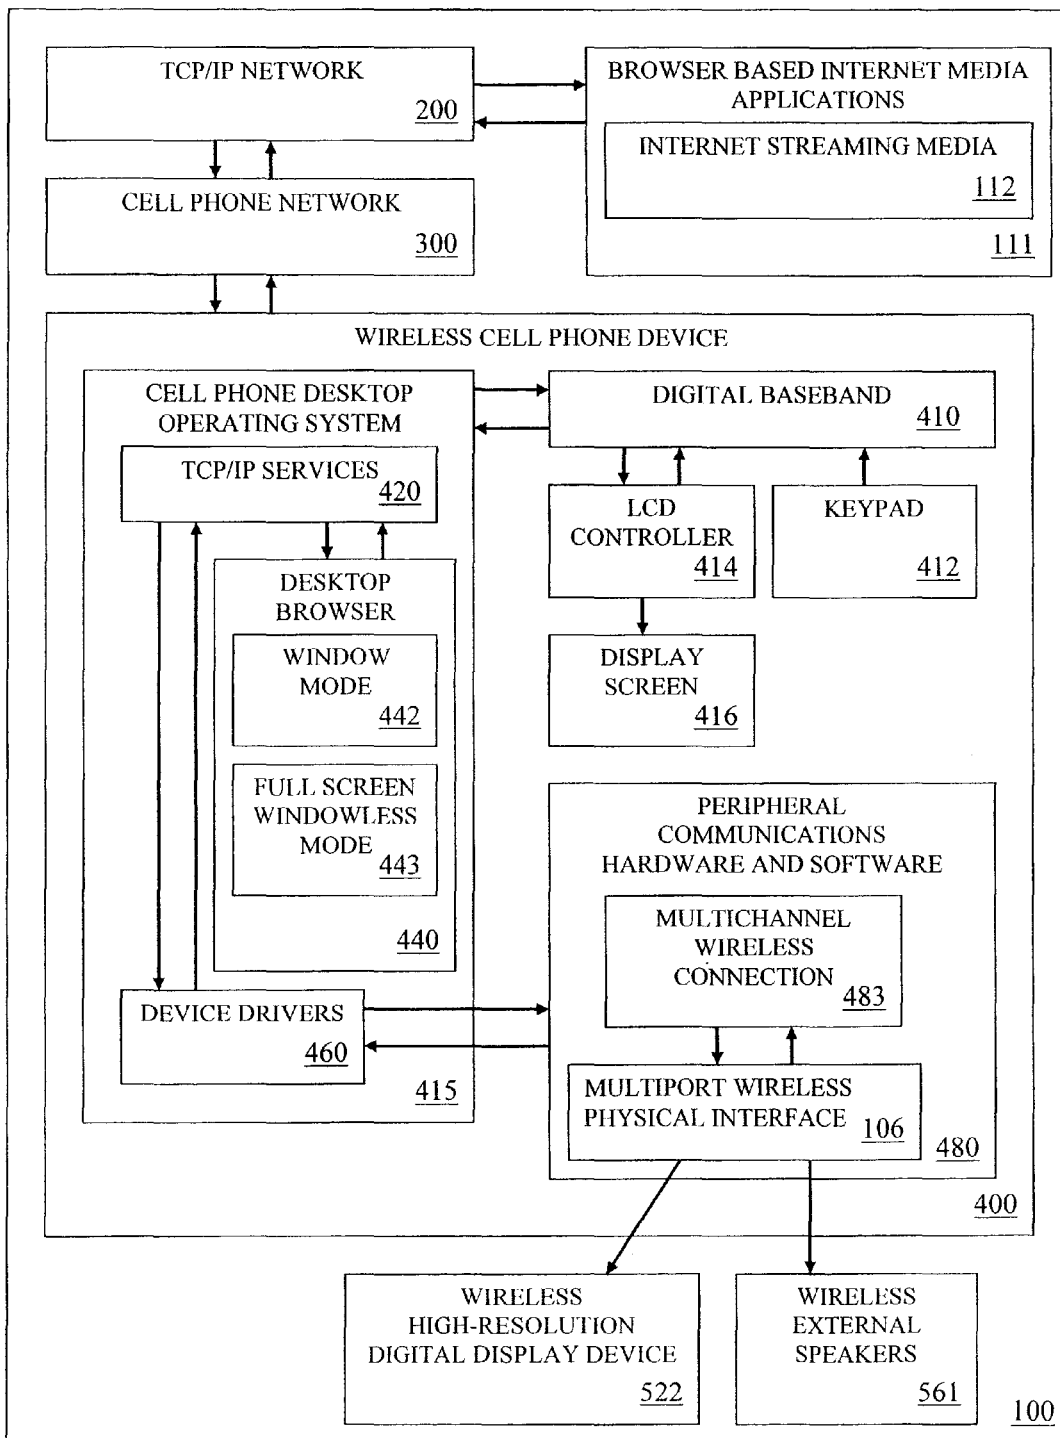 TCP/IP NETWORK
200
BROWSER BASED INTERNET MEDIA
APPLICATIONS
INTERNET STREAMING MEDIA
112
111
CELL PHONE NETWORK
300
WIRELESS CELL PHONE DEVICE
CELL PHONE DESKTOP
OPERATING SYSTEM
TCP/IP SERVICES
420
DESKTOP
BROWSER
WINDOW
MODE
442
FULL SCREEN
WINDOWLESS
MODE
443
440
DEVICE DRIVERS
460
415
DIGITAL BASEBAND
410
LCD
CONTROLLER
414
KEYPAD
412
DISPLAY
SCREEN
416
PERIPHERAL
COMMUNICATIONS
HARDWARE AND SOFTWARE
MULTICHANNEL
WIRELESS
CONNECTION
483
MULTIPORT WIRELESS
PHYSICAL INTERFACE
106
480
400
WIRELESS
HIGH-RESOLUTION
DIGITAL DISPLAY DEVICE
522
WIRELESS
EXTERNAL
SPEAKERS
561
100